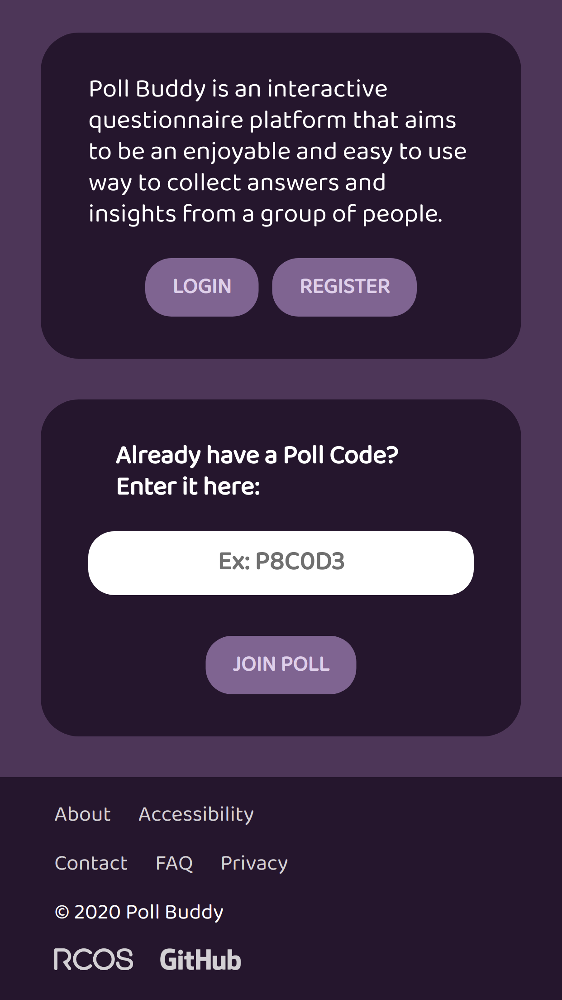 Poll Buddy is an interactive
questionnaire platform that aims
to be an enjoyable and easy to use
way to collect answers and
insights from a group of people.
LOGIN REGISTER
Already have a Poll Code?
Enter it here:
Ex: P8C0D3
JOIN POLL
About Accessibility
Contact FAQ Privacy
© 2020 Poll Buddy
RCOS GitHub